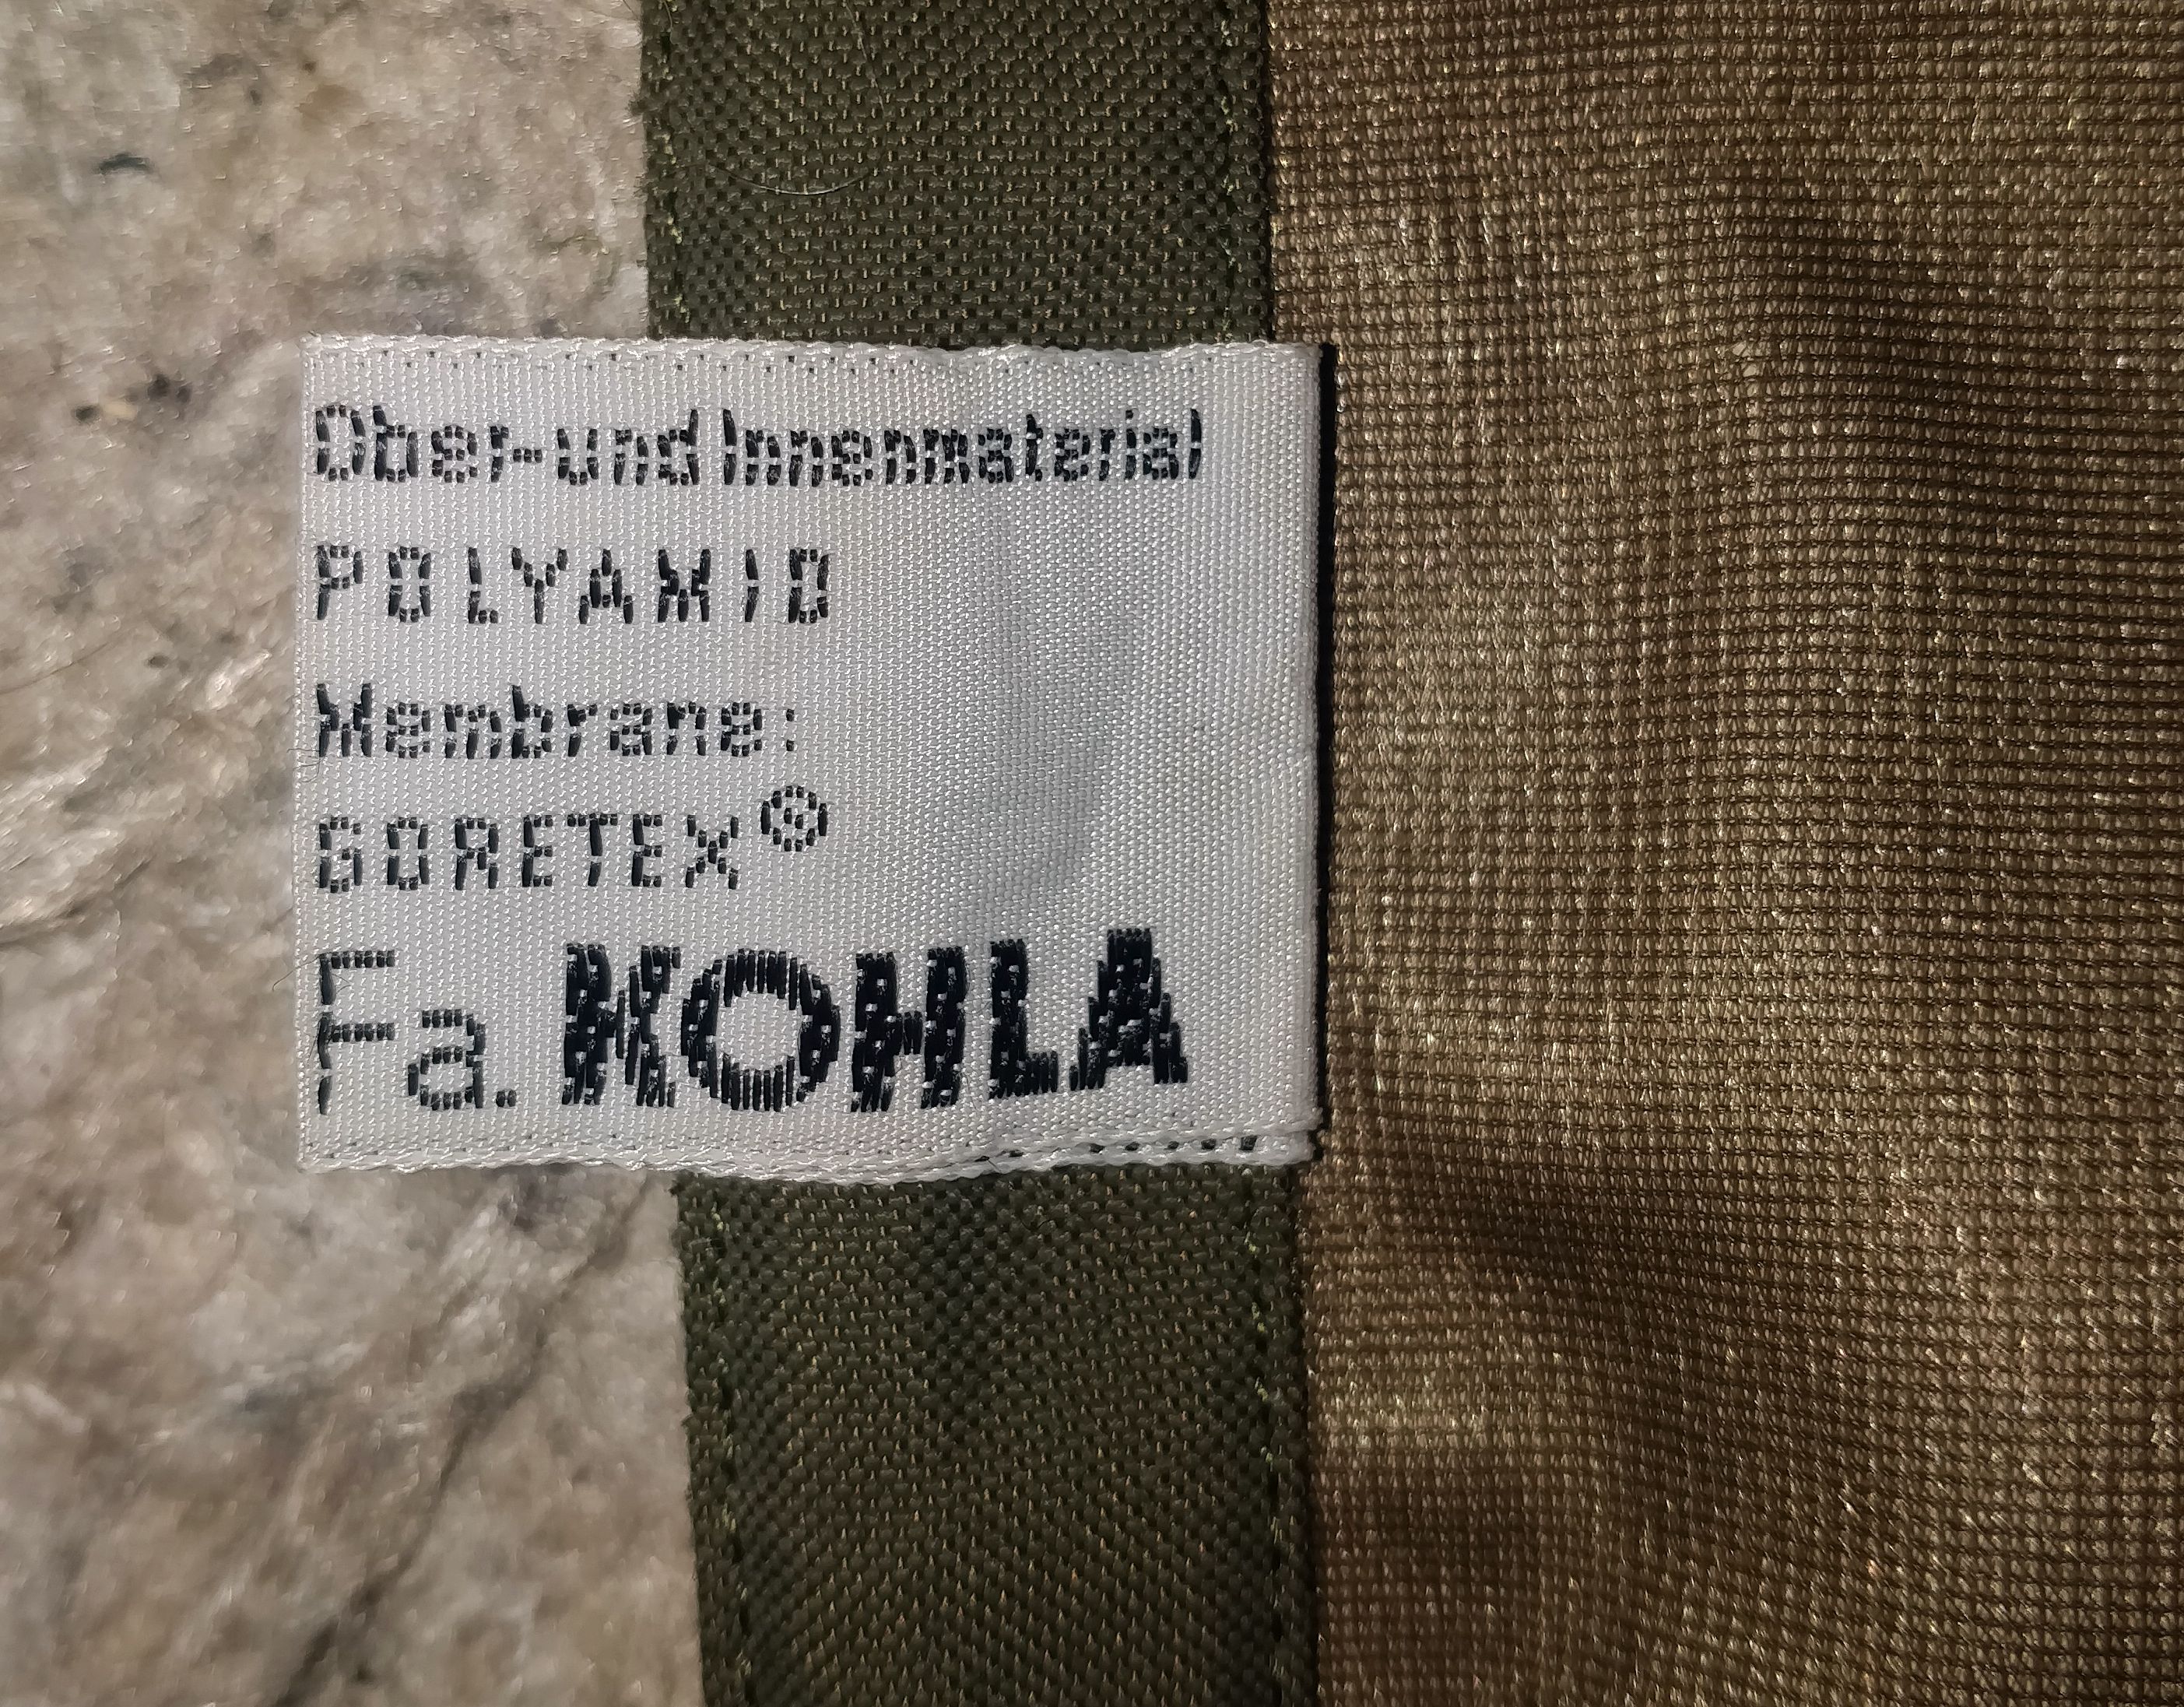 Ober-und Innenmaterial
POLYAMID
Membrane:
GORETEX®
Fa. KOHLA